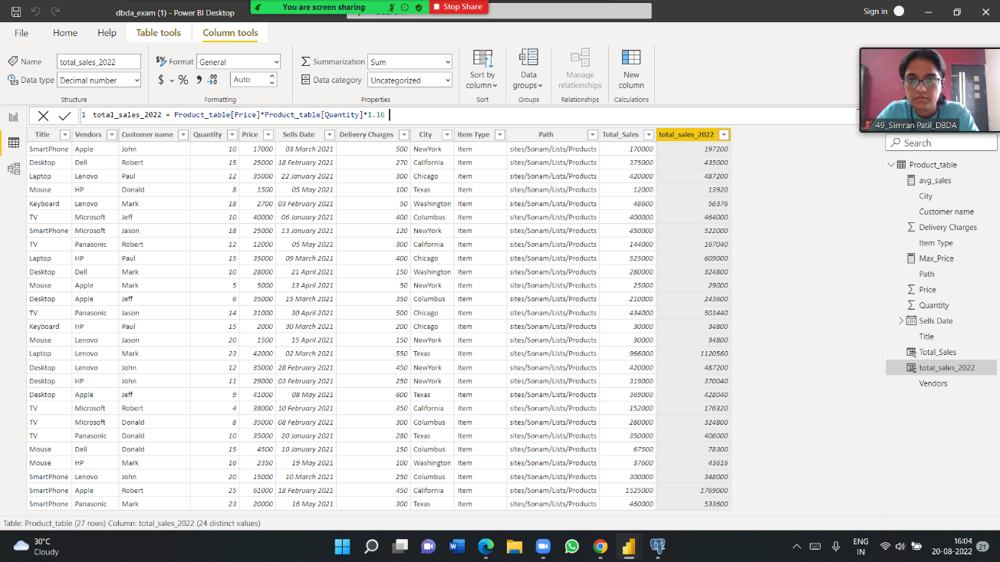 dbda_exam (1) - Power BI Desktop
You are screen sharing
Stop Share
Sign in
File Home Help Table tools Column tools
Name total_sales_2022
Data type Decimal number
Structure
Format General
$ % 9 .00 Auto
Formatting
Summarization Sum
Data category Uncategorized
Properties
Sort by column
Sort
Data groups
Groups
Manage relationships
Relationships
New column
Calculations
49_Simran Patil_DBDA
1 total_sales_2022 = Product_table[Price]*Product_table[Quantity]*1.16
Title Vendors Customer name Quantity Price Sells Date Delivery Charges City Item Type Path Total_Sales total_sales_2022
SmartPhone Apple John 10 17000 03 March 2021 500 NewYork Item sites/Sonam/Lists/Products 170000 197200
Desktop Dell Robert 15 25000 18 February 2021 270 California Item sites/Sonam/Lists/Products 375000 435000
Laptop Lenovo Paul 12 35000 22 January 2021 300 Chicago Item sites/Sonam/Lists/Products 420000 487200
Mouse HP Donald 8 1500 05 May 2021 100 Texas Item sites/Sonam/Lists/Products 12000 13920
Keyboard Lenovo Mark 18 2700 03 February 2021 50 Washington Item sites/Sonam/Lists/Products 48600 56376
TV Microsoft Jeff 10 40000 06 January 2021 400 Columbus Item sites/Sonam/Lists/Products 400000 464000
SmartPhone Microsoft Jason 18 25000 13 January 2021 120 NewYork Item sites/Sonam/Lists/Products 450000 522000
TV Panasonic Robert 12 12000 05 May 2021 300 California Item sites/Sonam/Lists/Products 144000 167040
Laptop HP Paul 15 35000 09 March 2021 400 Chicago Item sites/Sonam/Lists/Products 525000 609000
Desktop Dell Mark 10 28000 21 April 2021 150 Washington Item sites/Sonam/Lists/Products 280000 324800
Mouse Apple Mark 5 5000 13 April 2021 50 NewYork Item sites/Sonam/Lists/Products 25000 29000
Desktop Apple Jeff 6 35000 15 March 2021 350 Columbus Item sites/Sonam/Lists/Products 210000 243600
TV Panasonic Jason 14 31000 30 April 2021 500 Chicago Item sites/Sonam/Lists/Products 434000 503440
Keyboard HP Paul 15 2000 30 March 2021 200 Chicago Item sites/Sonam/Lists/Products 30000 34800
Mouse Lenovo Jason 20 1500 15 April 2021 150 NewYork Item sites/Sonam/Lists/Products 30000 34800
Laptop Lenovo Mark 23 42000 02 March 2021 550 Texas Item sites/Sonam/Lists/Products 966000 1120560
Desktop Lenovo John 12 35000 28 February 2021 450 NewYork Item sites/Sonam/Lists/Products 420000 487200
Desktop HP John 11 29000 03 February 2021 250 NewYork Item sites/Sonam/Lists/Products 319000 370040
Desktop Apple Jeff 9 41000 08 May 2021 600 Texas Item sites/Sonam/Lists/Products 369000 428040
TV Microsoft Robert 4 38000 10 February 2021 350 California Item sites/Sonam/Lists/Products 152000 176320
TV Microsoft Donald 8 35000 08 February 2021 300 Columbus Item sites/Sonam/Lists/Products 280000 324800
TV Panasonic Donald 10 35000 20 January 2021 280 Texas Item sites/Sonam/Lists/Products 350000 406000
Mouse Dell Donald 15 4500 10 January 2021 150 Columbus Item sites/Sonam/Lists/Products 67500 78300
Mouse HP Mark 16 2350 19 May 2021 100 Washington Item sites/Sonam/Lists/Products 37600 43616
SmartPhone Lenovo John 20 15000 10 March 2021 250 Columbus Item sites/Sonam/Lists/Products 300000 348000
SmartPhone Apple Robert 25 61000 18 February 2021 450 California Item sites/Sonam/Lists/Products 1525000 1769000
SmartPhone Panasonic Mark 23 20000 16 May 2021 300 Texas Item sites/Sonam/Lists/Products 460000 533600
Search
Product_table
avg_sales
City
Customer name
Delivery Charges
Item Type
Max_Price
Path
Price
Quantity
Sells Date
Title
Total_Sales
total_sales_2022
Vendors
Table: Product_table (27 rows) Column: total_sales_2022 (24 distinct values)
30°C
Cloudy
ENG
IN
16:04
20-08-2022
21